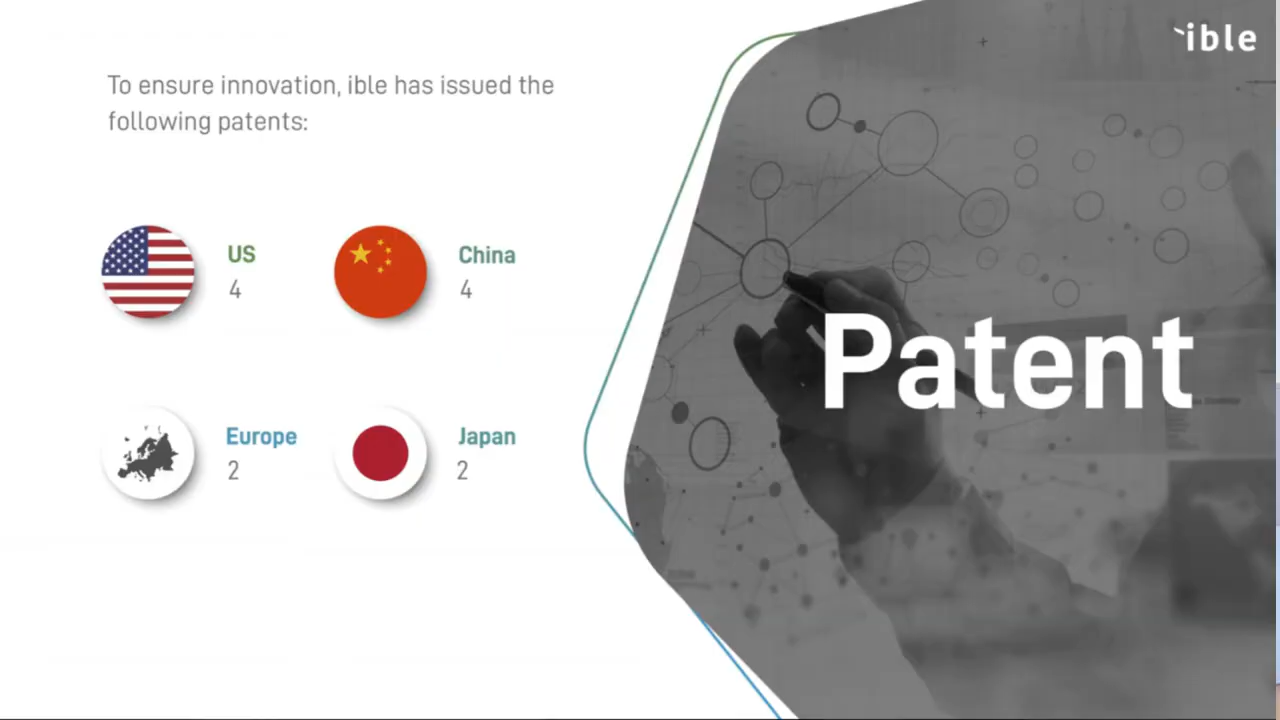 ible
To ensure innovation, ible has issued the
following patents:
US
4
China
4
Europe
2
Japan
2
Patent